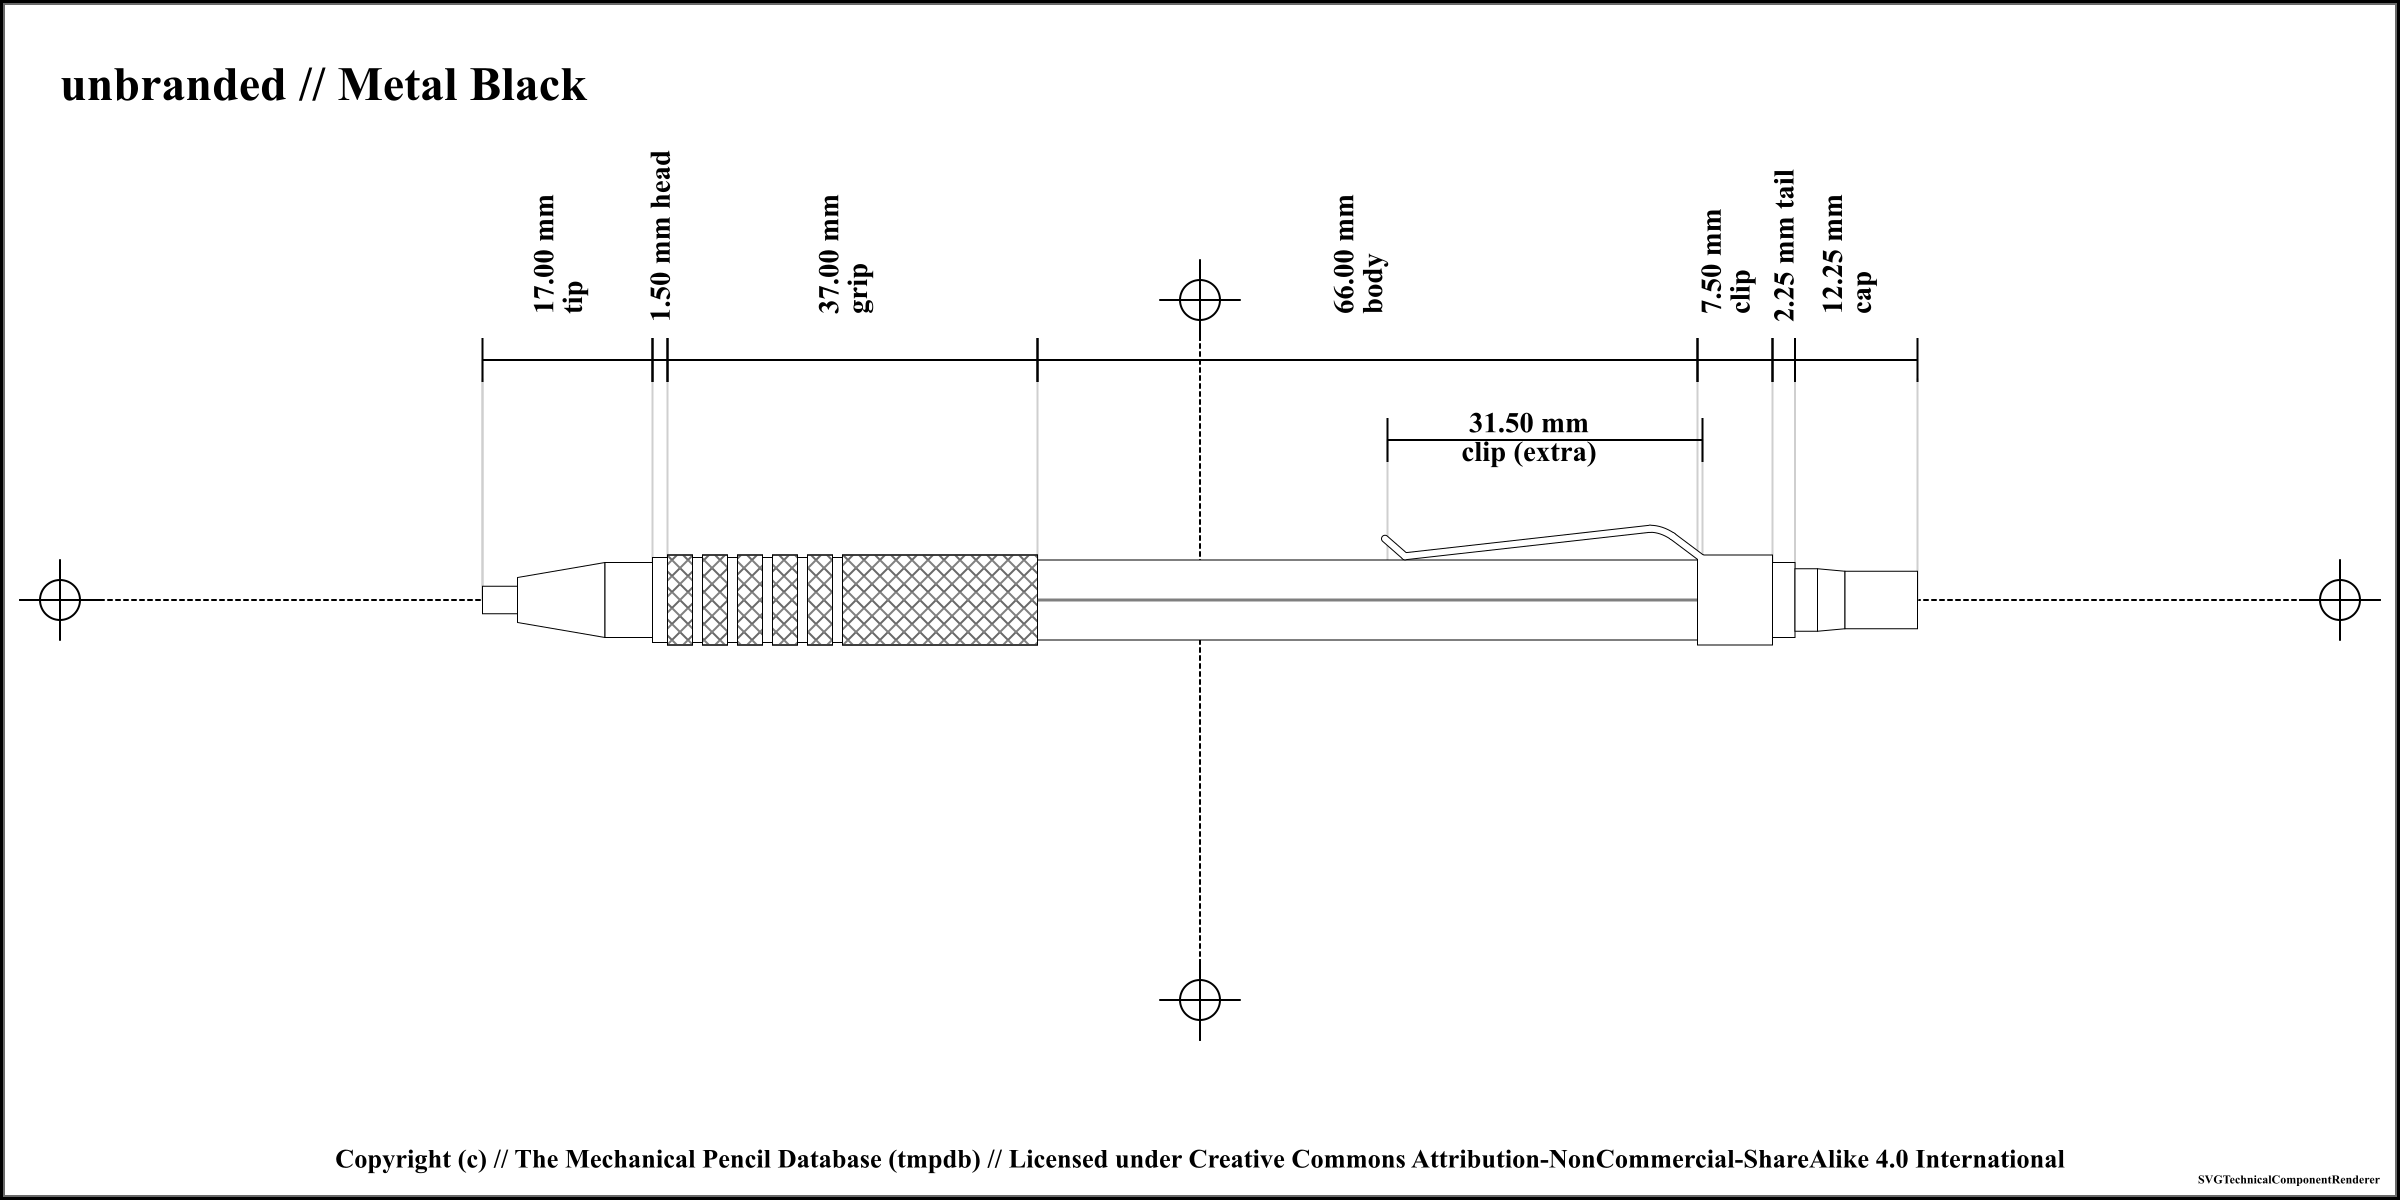 unbranded // Metal Black
17.00 mm
tip
1.50 mm head
37.00 mm
grip
66.00 mm
body
7.50 mm
clip
2.25 mm tail
12.25 mm
cap
31.50 mm
clip (extra)
Copyright (c) // The Mechanical Pencil Database (tmpdb) // Licensed under Creative Commons Attribution-NonCommercial-ShareAlike 4.0 International
SVGTechnicalComponentRenderer